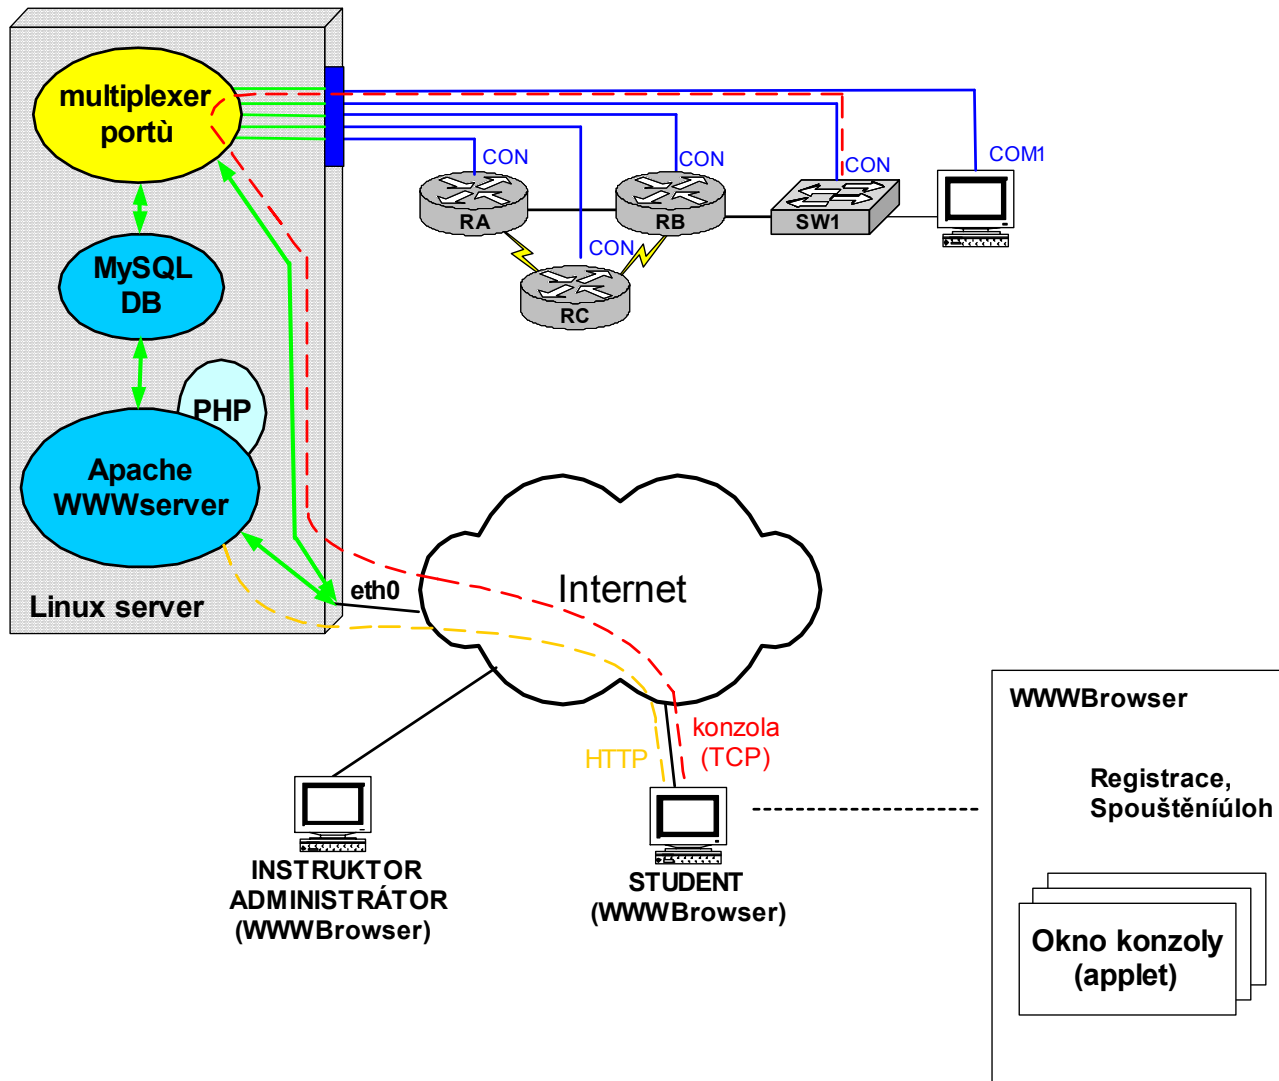 multiplexer
portù
MySQL
DB
PHP
Apache
WWWserver
Linux server
eth0
CON
CON
CON
COM1
RA
RB
SW1
CON
RC
Internet
HTTP
konzola
(TCP)
INSTRUKTOR
ADMINISTRÁTOR
(WWWBrowser)
STUDENT
(WWWBrowser)
WWWBrowser
Registrace,
Spouštěníúloh
Okno konzoly
(applet)